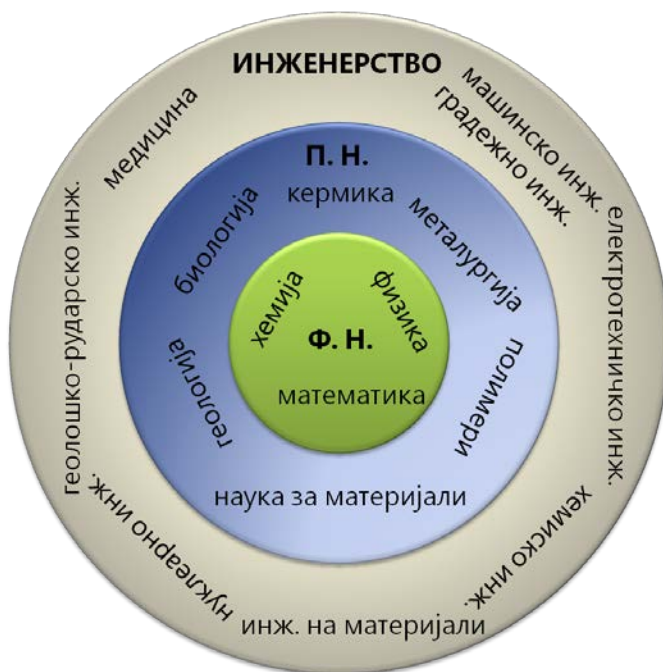 ИНЖЕНЕРСТВО
медицина
машинско инж.
градежно инж.
електротехничко инж.
хемиско инж.
инж. на материјали
нуклеарно инж.
геолошко-рударско инж.
П. Н.
кермика
биологија
металургија
геологија
полимери
наука за материјали
хемија
физика
Ф. Н.
математика